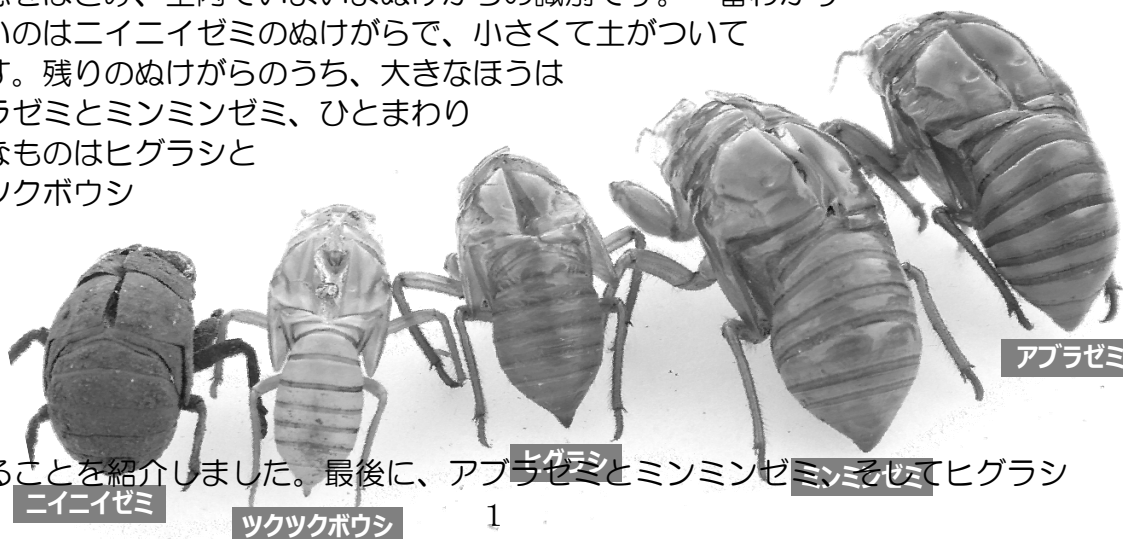 いのはニイニイゼミのぬけがらで、小さくて土がついて
す。残りのぬけがらのうち、大きなほうは
ラゼミとミンミンゼミ、ひとまわり
なものはヒグラシと
ツクボウシ
アブラゼミ
ることを紹介しました。最後に、アブラゼミとミンミンゼミ、そしてヒグラシ
ヒグラシ
ミンミンゼミ
ニイニイゼミ
ツクツクボウシ
1